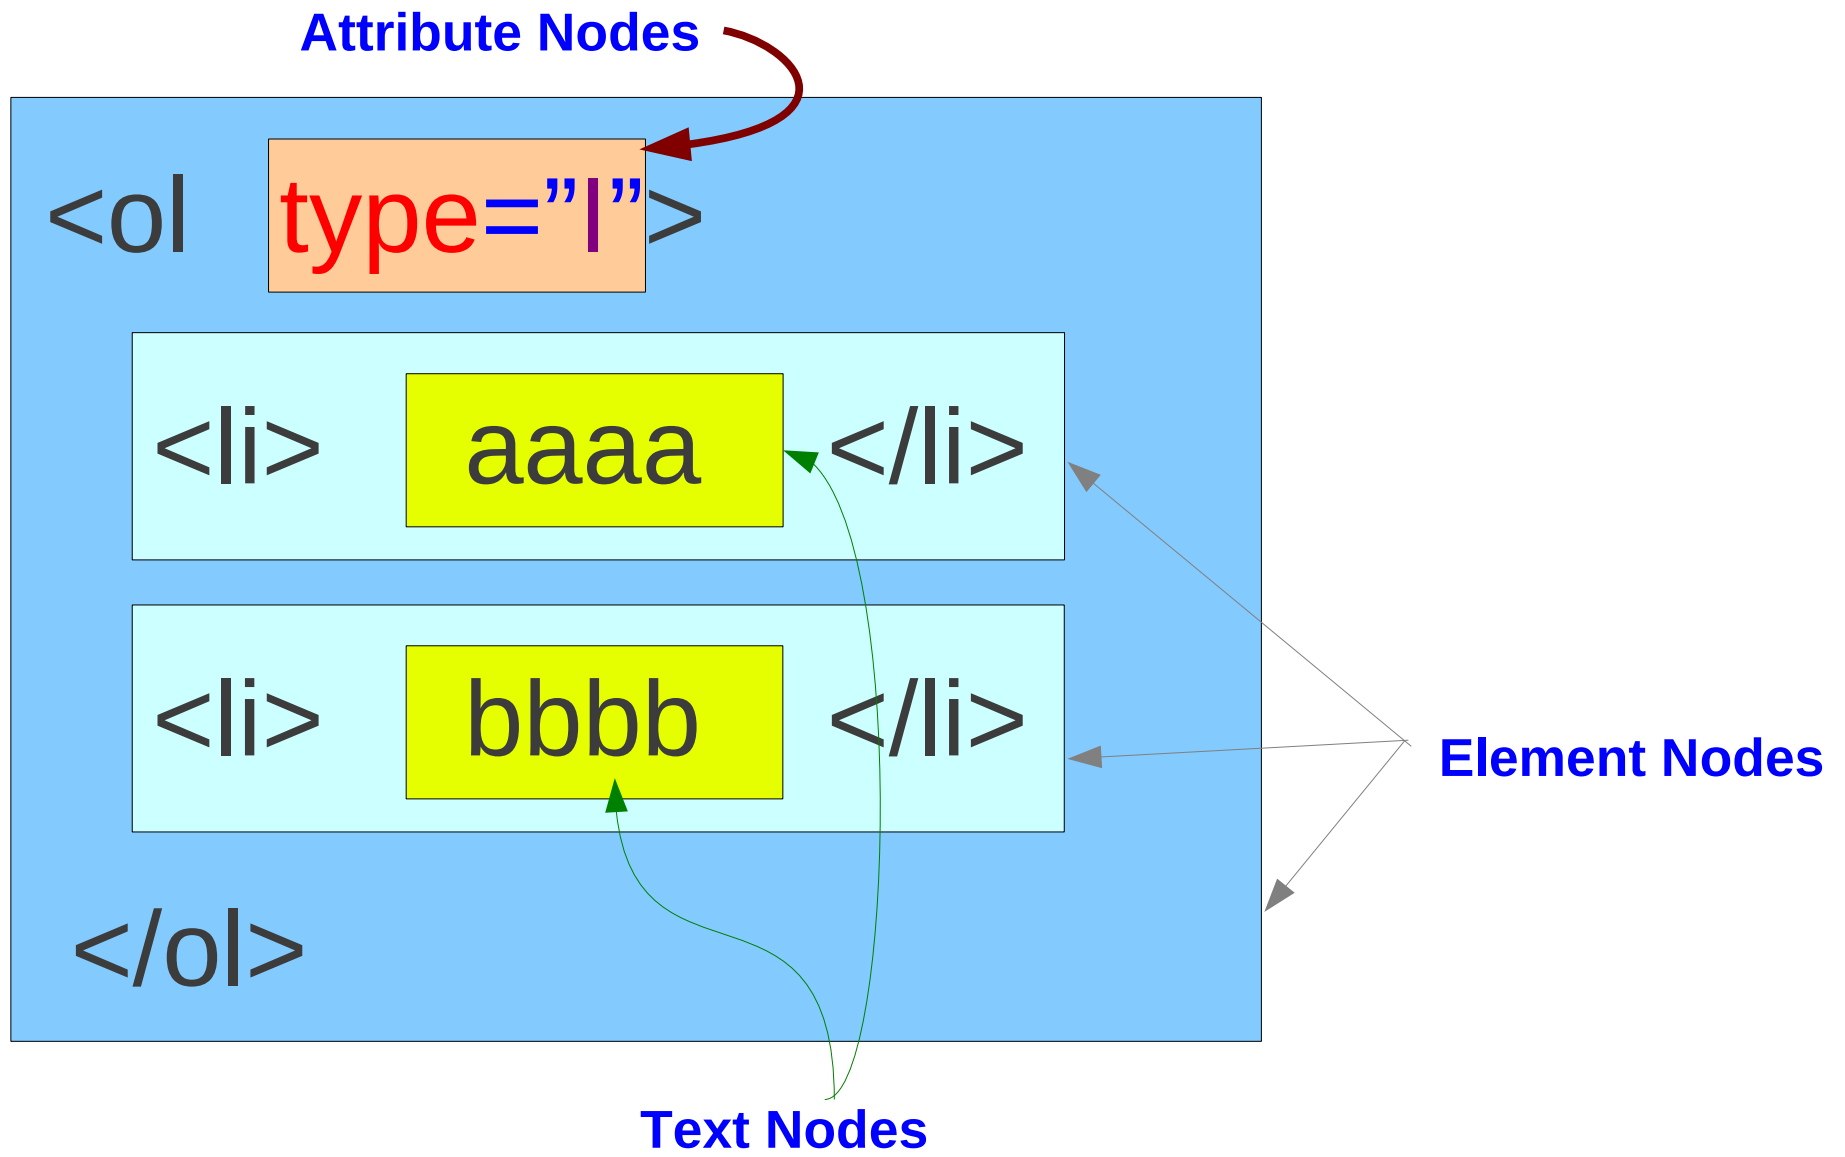 Attribute Nodes
<ol type=”I”>
<li> aaaa </li>
<li> bbbb </li>
Element Nodes
</ol>
Text Nodes